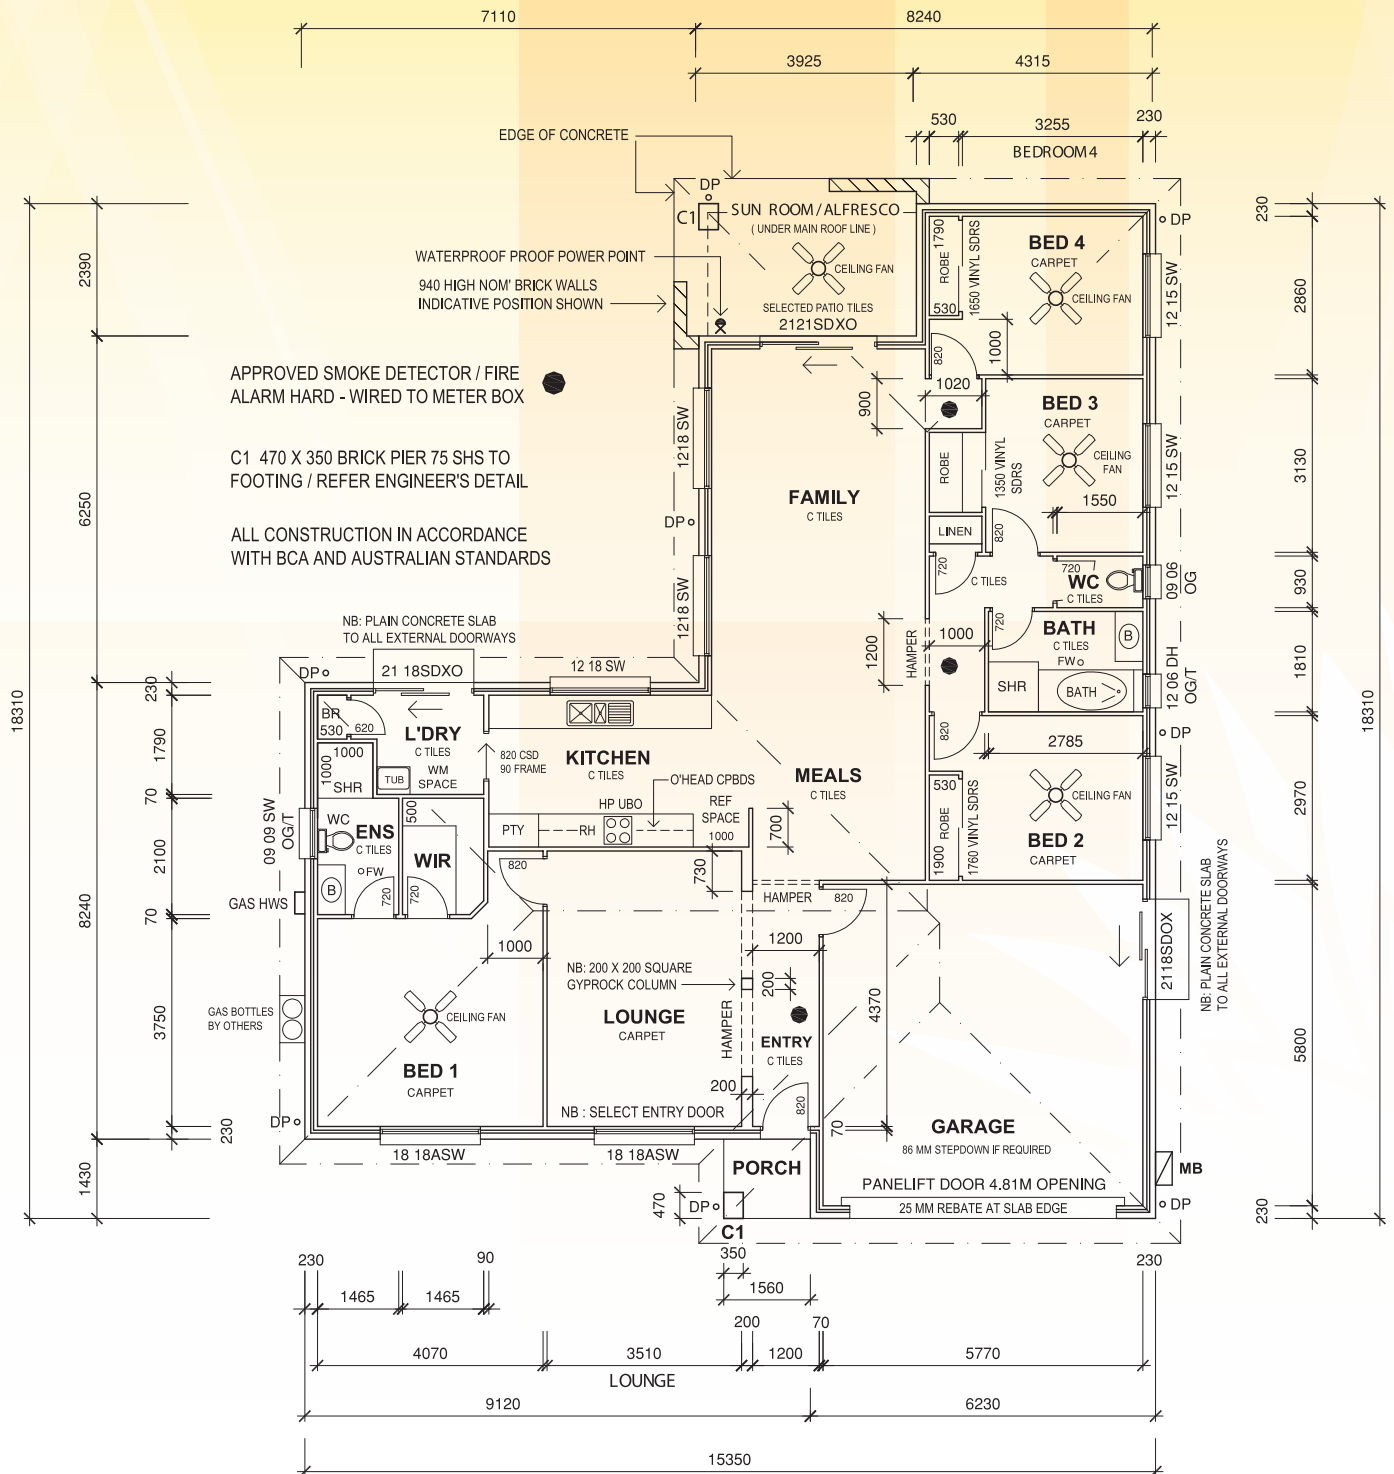 7110
8240
3925
4315
530
3255
230
BEDROOM 4
EDGE OF CONCRETE
DP
C1
SUN ROOM/ALFRESCO
( UNDER MAIN ROOF LINE )
CEILING FAN
SELECTED PATIO TILES
2121SDXO
WATERPROOF PROOF POWER POINT
940 HIGH NOM' BRICK WALLS
INDICATIVE POSITION SHOWN
ROBE
1790
530
1650 VINYL SDRS
BED 4
CARPET
CEILING FAN
DP
12 15 SW
820
1000
230
2860
2390
18310
APPROVED SMOKE DETECTOR / FIRE
ALARM HARD - WIRED TO METER BOX
C1 470 X 350 BRICK PIER 75 SHS TO
FOOTING / REFER ENGINEER'S DETAIL
ALL CONSTRUCTION IN ACCORDANCE
WITH BCA AND AUSTRALIAN STANDARDS
6250
1218 SW
DP
1218 SW
900
1020
FAMILY
C TILES
BED 3
CARPET
CEILING
FAN
ROBE
1350 VINYL
SDRS
1550
12 15 SW
3130
LINEN
820
720
C TILES
720
WC
C TILES
09 06
OG
930
18310
NB: PLAIN CONCRETE SLAB
TO ALL EXTERNAL DOORWAYS
DP
21 18SDXO
12 18 SW
1200
HAMPER
1000
720
BATH
C TILES
FW
B
SHR
BATH
12 06 DH
OG/T
1810
230
BR
530
620
L'DRY
C TILES
1790
1000
1000
SHR
TUB
WM
SPACE
820 CSD
90 FRAME
KITCHEN
C TILES
O'HEAD CPBDS
HP UBO
REF
SPACE
1000
PTY
RH
700
MEALS
C TILES
820
2785
DP
530
ROBE
1900
1760 VINYL SDRS
CEILING FAN
BED 2
CARPET
12 15 SW
2970
70
09 09 SW
OG/T
WC
ENS
C TILES
FW
B
720
500
WIR
720
2100
820
730
HAMPER
820
GAS HWS
70
8240
1000
1200
NB: 200 X 200 SQUARE
GYPROCK COLUMN
200
4370
2118SDOX
NB: PLAIN CONCRETE SLAB
TO ALL EXTERNAL DOORWAYS
GAS BOTTLES
BY OTHERS
3750
CEILING FAN
BED 1
CARPET
LOUNGE
CARPET
HAMPER
ENTRY
C TILES
200
820
5800
DP
230
NB : SELECT ENTRY DOOR
70
GARAGE
86 MM STEPDOWN IF REQUIRED
18 18ASW
18 18ASW
PORCH
MB
PANELIFT DOOR 4.81M OPENING
25 MM REBATE AT SLAB EDGE
1430
470
DP
C1
DP
230
230
90
350
230
1465
1465
1560
200
70
4070
3510
1200
5770
LOUNGE
9120
6230
15350